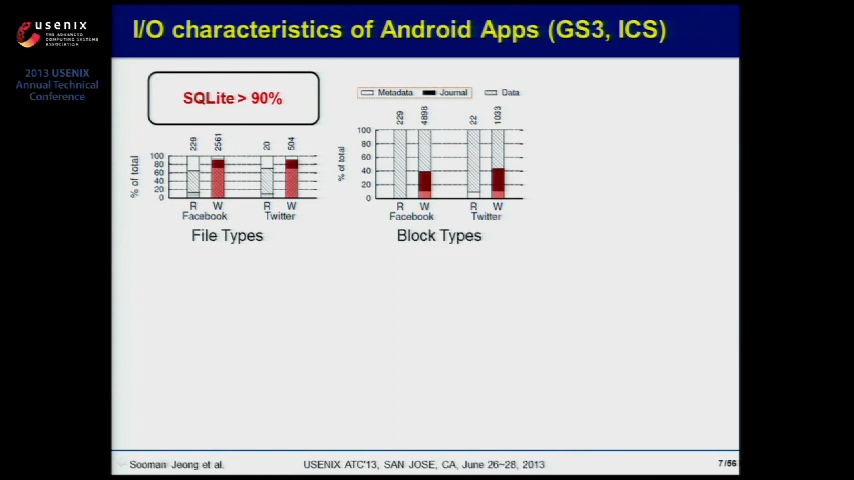 usenix
THE ADVANCED
COMPUTING SYSTEMS
ASSOCIATION
2013 USENIX
Annual Technical
Conference
I/O characteristics of Android Apps (GS3, ICS)
SQLite > 90%
229 2561 20 504
% of total
100
80
60
40
20
0
R W R W
Facebook Twitter
File Types
Metadata Journal Data
229 4898 22 1033
% of total
100
80
60
40
20
0
R W R W
Facebook Twitter
Block Types
Sooman Jeong et al.
USENIX ATC'13, SAN JOSE, CA, June 26~28, 2013
7/56